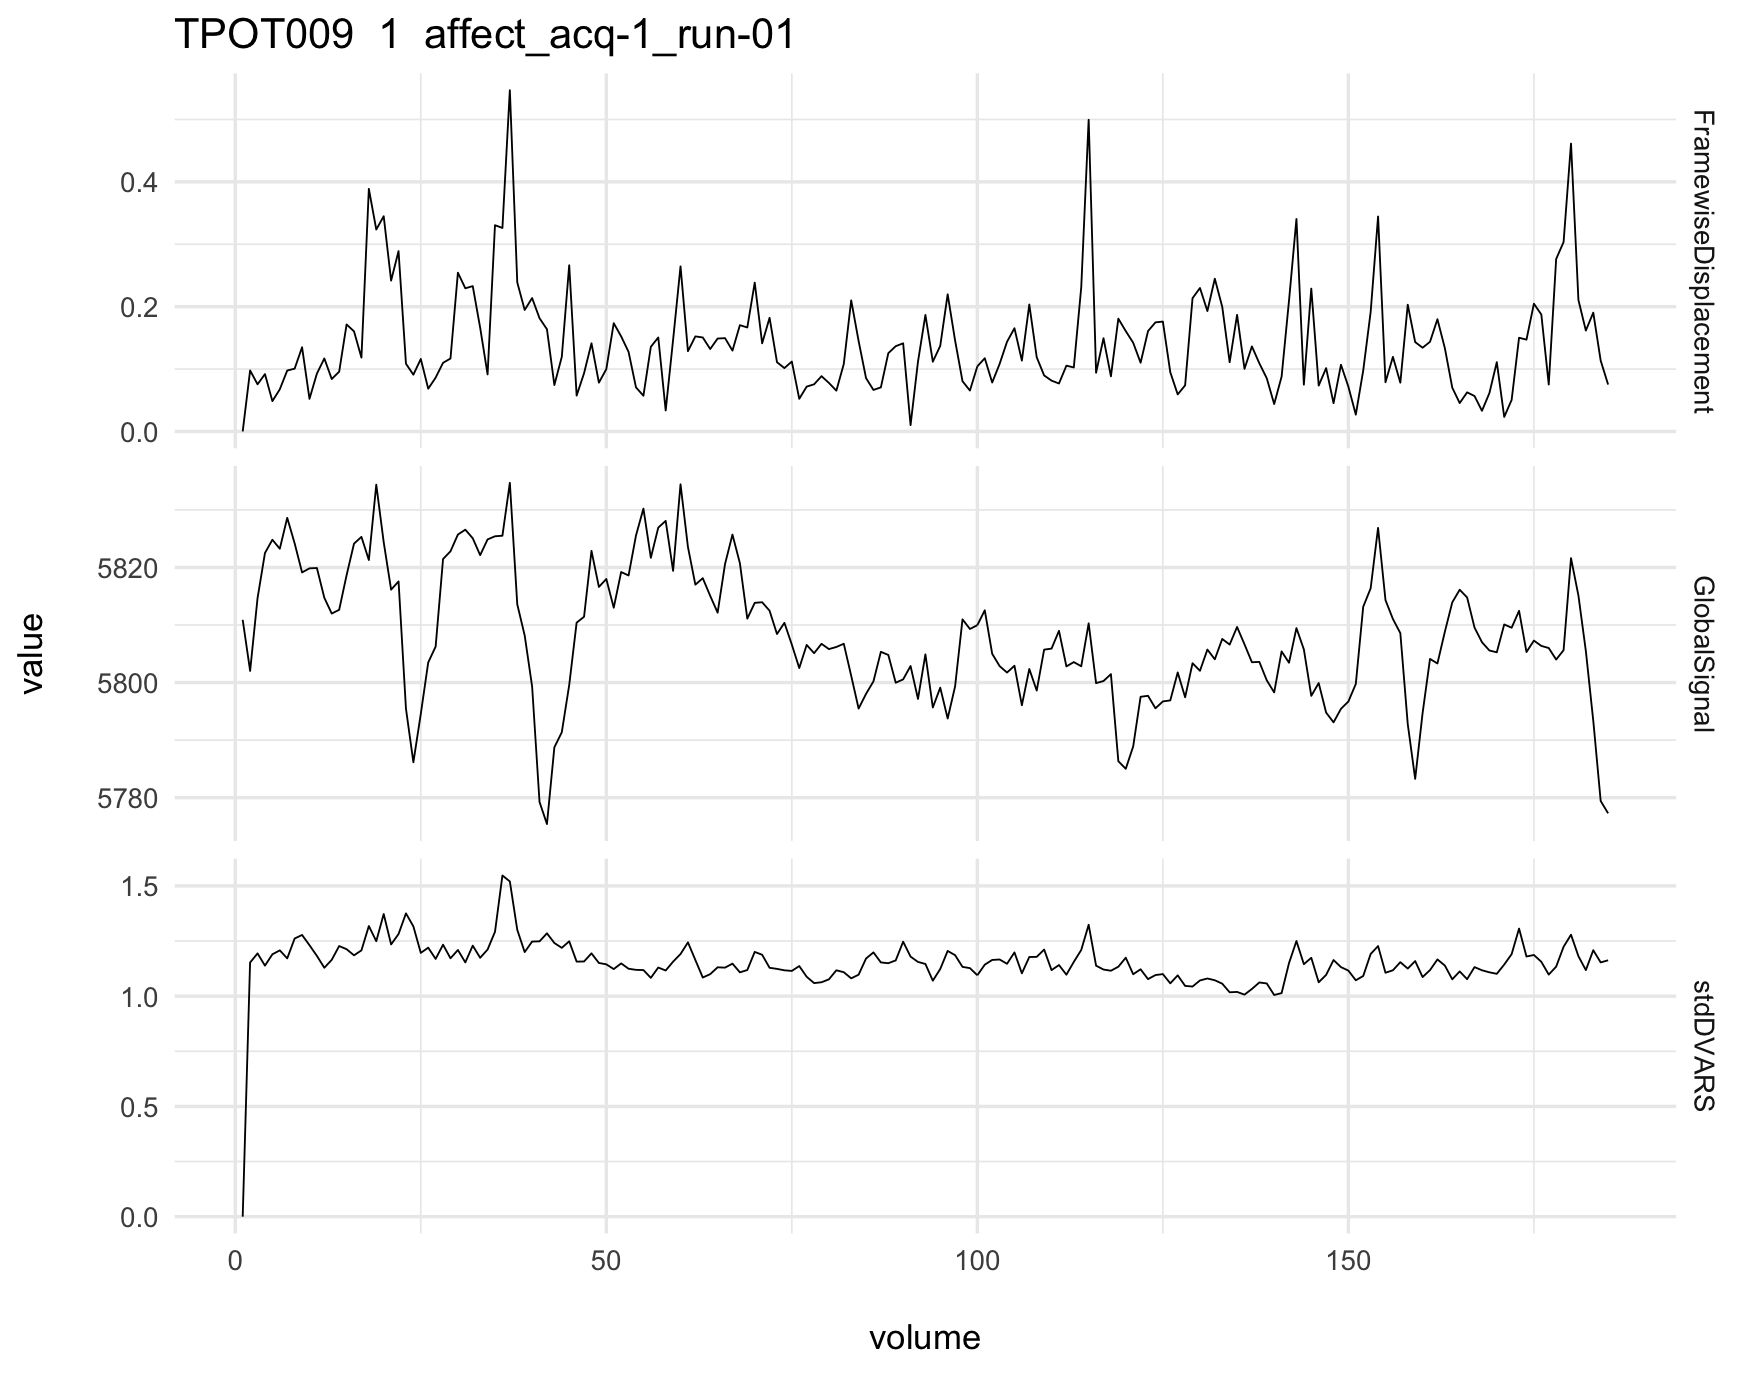 TPOT009  1  affect_acq-1_run-01
value
0.4
0.2
0.0
FramewiseDisplacement
5820
5800
5780
GlobalSignal
1.5
1.0
0.5
0.0
stdDVARS
0 50 100 150
volume